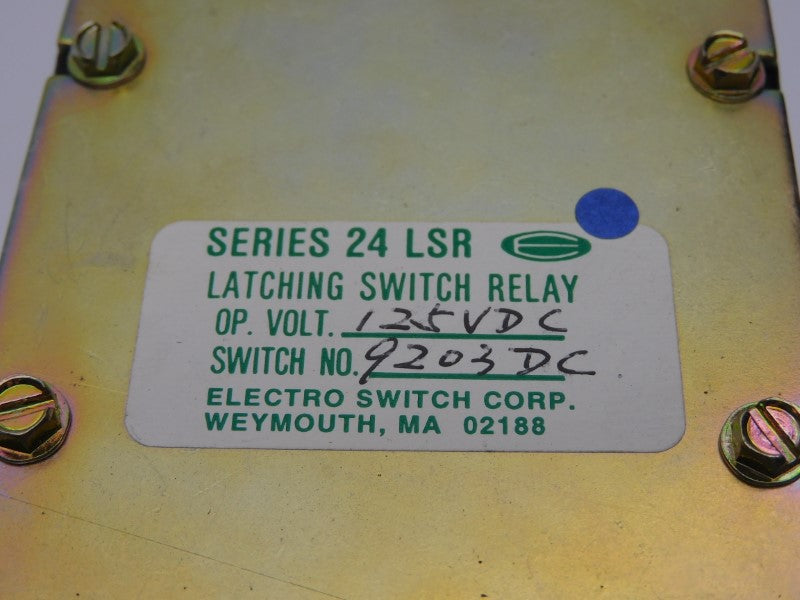 SERIES 24 LSR
LATCHING SWITCH RELAY
OP. VOLT. 125VDC
SWITCH NO. 9203DC
ELECTRO SWITCH CORP.
WEYMOUTH, MA 02188